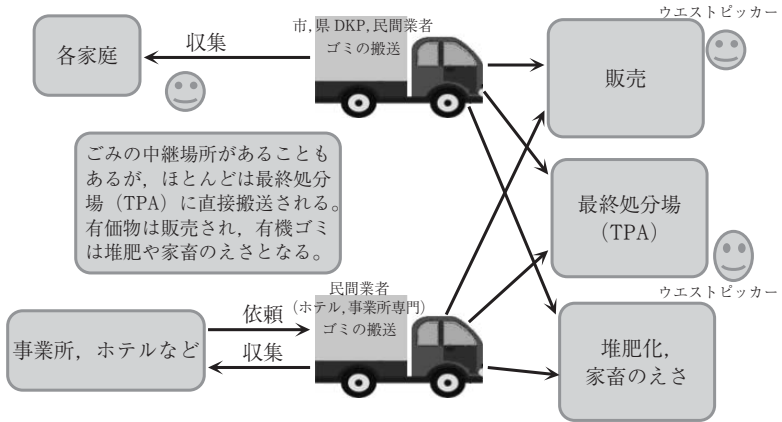 ウエストピッカー
市,県 DKP,民間業者
ゴミの搬送
各家庭
収集
販売
ごみの中継場所があることも
あるが，ほとんどは最終処分
場（TPA）に直接搬送される。
有価物は販売され，有機ゴミ
は堆肥や家畜のえさとなる。
最終処分場
（TPA）
ウエストピッカー
民間業者
（ホテル,事業所専門）
ゴミの搬送
依頼
収集
事業所，ホテルなど
堆肥化，
家畜のえさ